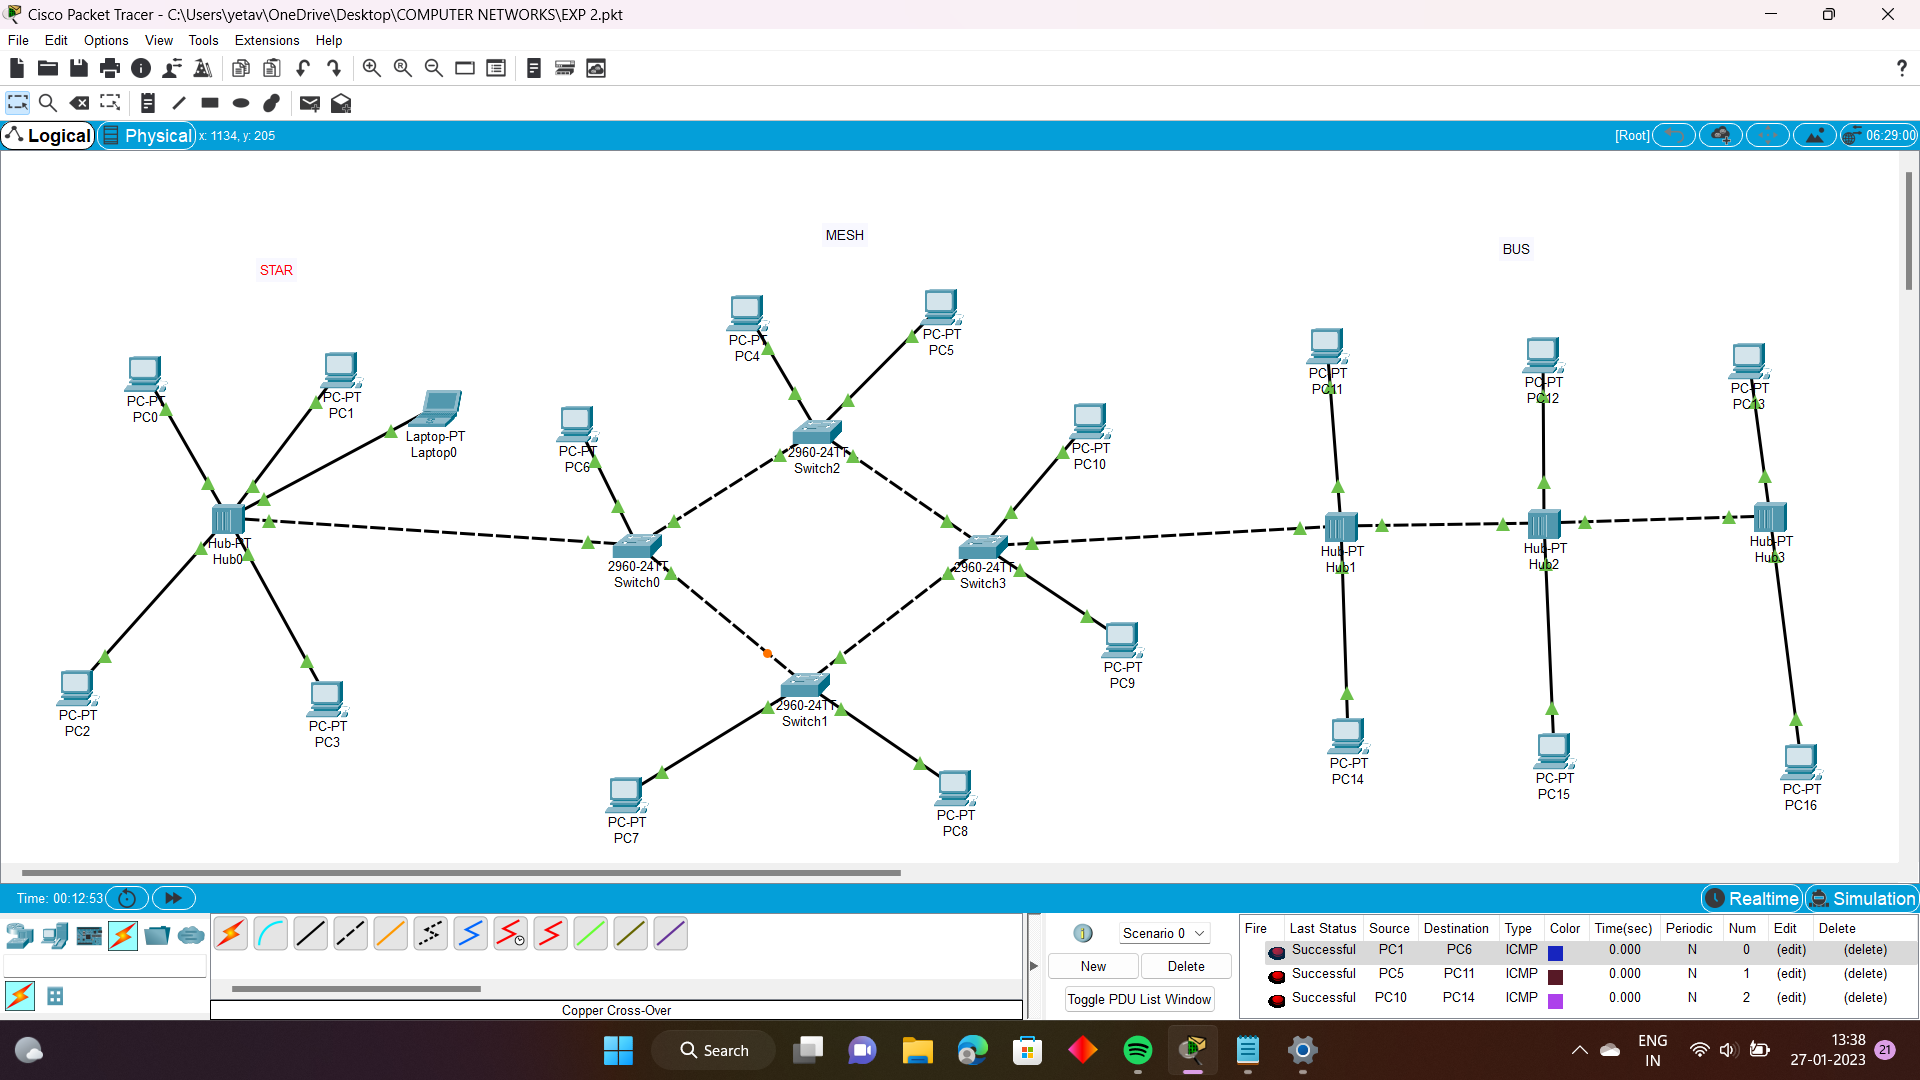 Cisco Packet Tracer - C:\Users\yetav\OneDrive\Desktop\COMPUTER NETWORKS\EXP 2.pkt
File Edit Options View Tools Extensions Help
Logical Physical x: 1134, y: 205 [Root] 06:29:00
MESH
BUS
STAR
PC-PT
PC0
PC-PT
PC1
Laptop-PT
Laptop0
PC-PT
PC4
PC-PT
PC5
PC-PT
PC6
PC-PT
PC10
PC-PT
PC11
PC-PT
PC12
PC-PT
PC13
2960-24TT
Switch2
Hub-PT
Hub0
2960-24TT
Switch0
2960-24TT
Switch3
Hub-PT
Hub1
Hub-PT
Hub2
Hub-PT
Hub3
PC-PT
PC9
PC-PT
PC2
PC-PT
PC3
2960-24TT
Switch1
PC-PT
PC7
PC-PT
PC8
PC-PT
PC14
PC-PT
PC15
PC-PT
PC16
Time: 00:12:53 Realtime Simulation
Scenario 0
New Delete
Toggle PDU List Window
Copper Cross-Over
Fire Last Status Source Destination Type Color Time(sec) Periodic Num Edit Delete
Successful PC1 PC6 ICMP 0.000 N 0 (edit) (delete)
Successful PC5 PC11 ICMP 0.000 N 1 (edit) (delete)
Successful PC10 PC14 ICMP 0.000 N 2 (edit) (delete)
Search
ENG
IN
13:38
27-01-2023
21